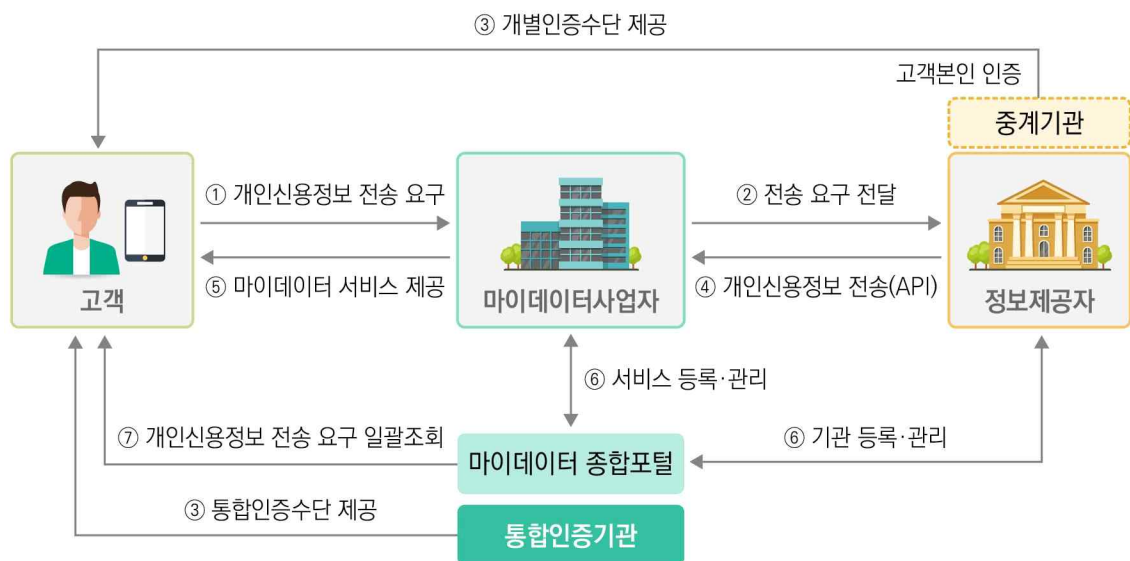 ③ 개별인증수단 제공
고객본인 인증
중계기관
① 개인신용정보 전송 요구
② 전송 요구 전달
⑤ 마이데이터 서비스 제공
④ 개인신용정보 전송(API)
고객
마이데이터사업자
정보제공자
⑥ 서비스 등록·관리
⑦ 개인신용정보 전송 요구 일괄조회
마이데이터 종합포털
⑥ 기관 등록·관리
③ 통합인증수단 제공
통합인증기관